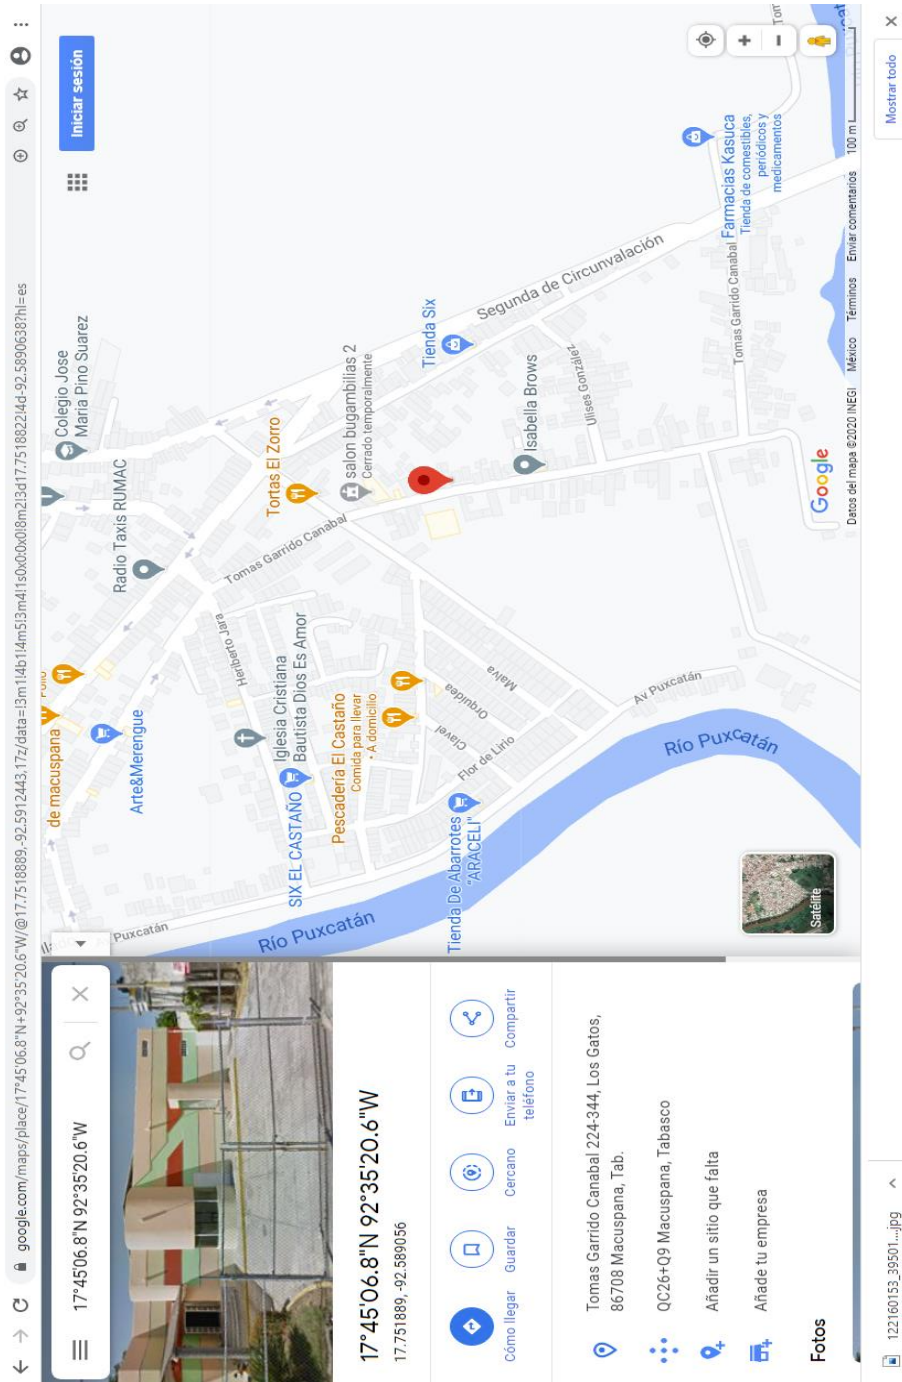 google.com/maps/place/17°45'06.8"N+92°35'20.6"W/@17.7518889,-92.5912443,17z/data=!3m1!4b1!4m5!3m4!1s0x0:0x0!8m2!3d17.7518822!4d-92.5890638?hl=es
17°45'06.8"N 92°35'20.6"W
17°45'06.8"N 92°35'20.6"W
17.751889, -92.589056
Cómo llegar
Guardar
Cercano
Enviar a tu
teléfono
Compartir
Tomas Garrido Canabal 224-344, Los Gatos,
86708 Macuspana, Tab.
QC26+Q9 Macuspana, Tabasco
Añadir un sitio que falta
Añade tu empresa
Fotos
Iniciar sesión
Colegio Jose
Maria Pino Suarez
Radio Taxis RUMAC
de macuspana
Arte&Merengue
Heriberto Jara
Tomas Garrido Canabal
Tortas El Zorro
salon bugambilias 2
Cerrado temporalmente
Tienda Six
Segunda de Circunvalación
Isabella Brows
Ulises González
Iglesia Cristiana
Bautista Dios Es Amor
SIX EL CASTAÑO
Pescadería El Castaño
Comida para llevar
• A domicilio
Clavel
Orquidea
Malva
Flor de Lirio
Av Puxcatán
Puxcatán
Río Puxcatán
Río Puxcatán
Tienda De Abarrotes
"ARACELI"
Tomas Garrido Canabal
Farmacias Kasuca
Tienda de comestibles,
periódicos y
medicamentos
Satélite
Google
Datos del mapa ©2020 INEGI México Términos Enviar comentarios 100 m
122160153_39501....jpg
Mostrar todo